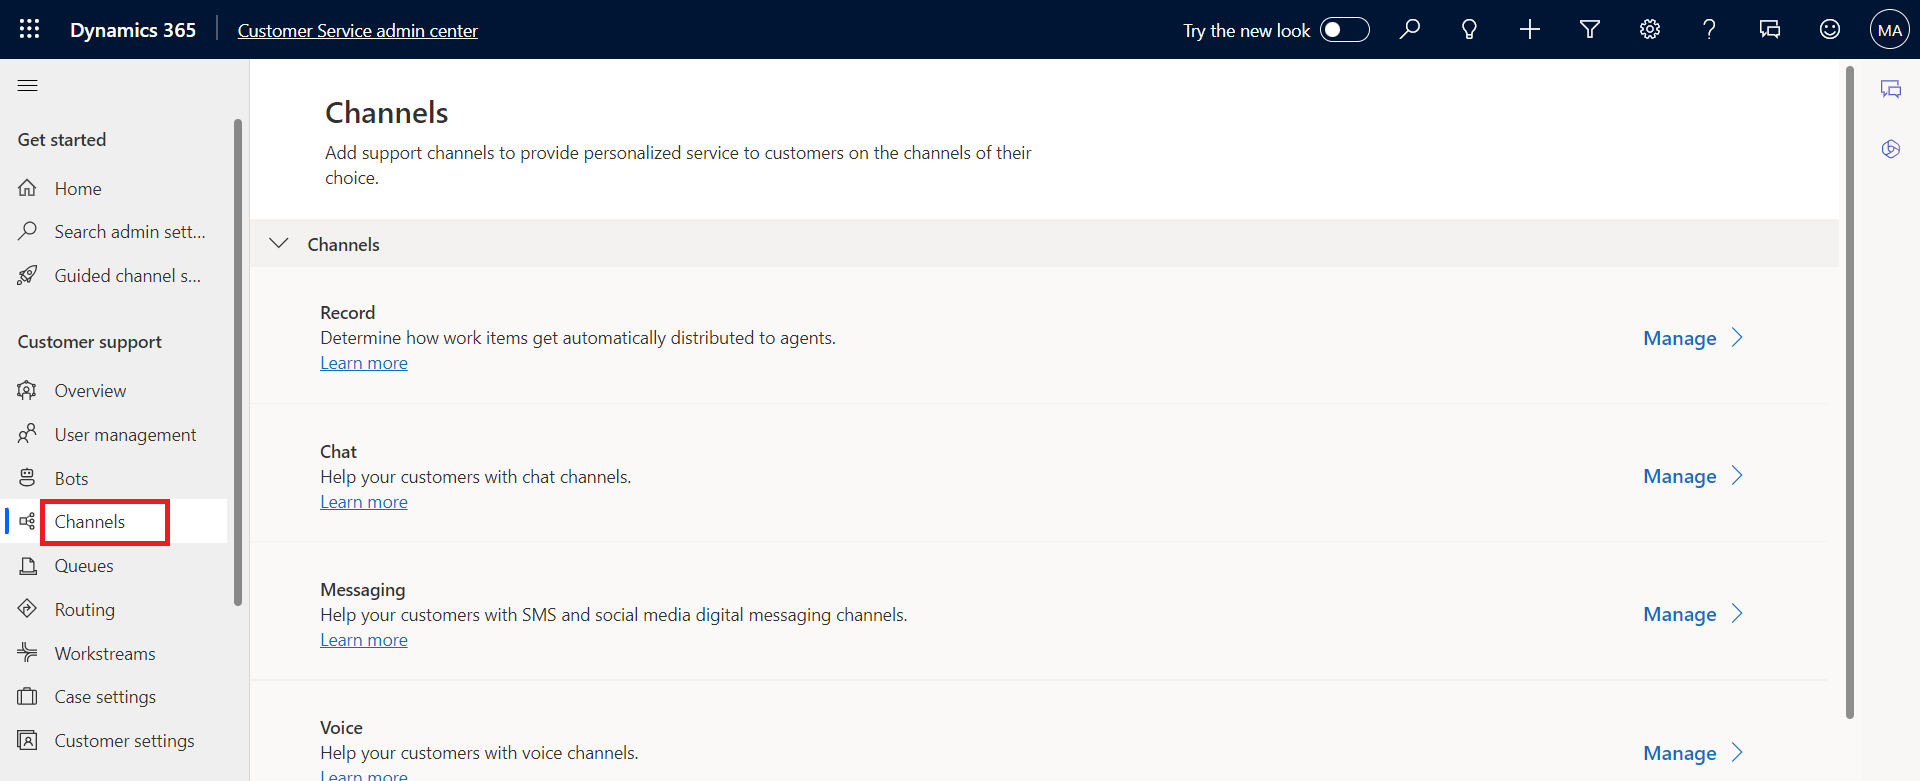 Dynamics 365
Customer Service admin center
Try the new look
MA
Get started
Home
Search admin sett...
Guided channel s...
Customer support
Overview
User management
Bots
Channels
Queues
Routing
Workstreams
Case settings
Customer settings
Channels
Add support channels to provide personalized service to customers on the channels of their
choice.
Channels
Record
Determine how work items get automatically distributed to agents.
Learn more
Manage
Chat
Help your customers with chat channels.
Learn more
Manage
Messaging
Help your customers with SMS and social media digital messaging channels.
Learn more
Manage
Voice
Help your customers with voice channels.
Learn more
Manage